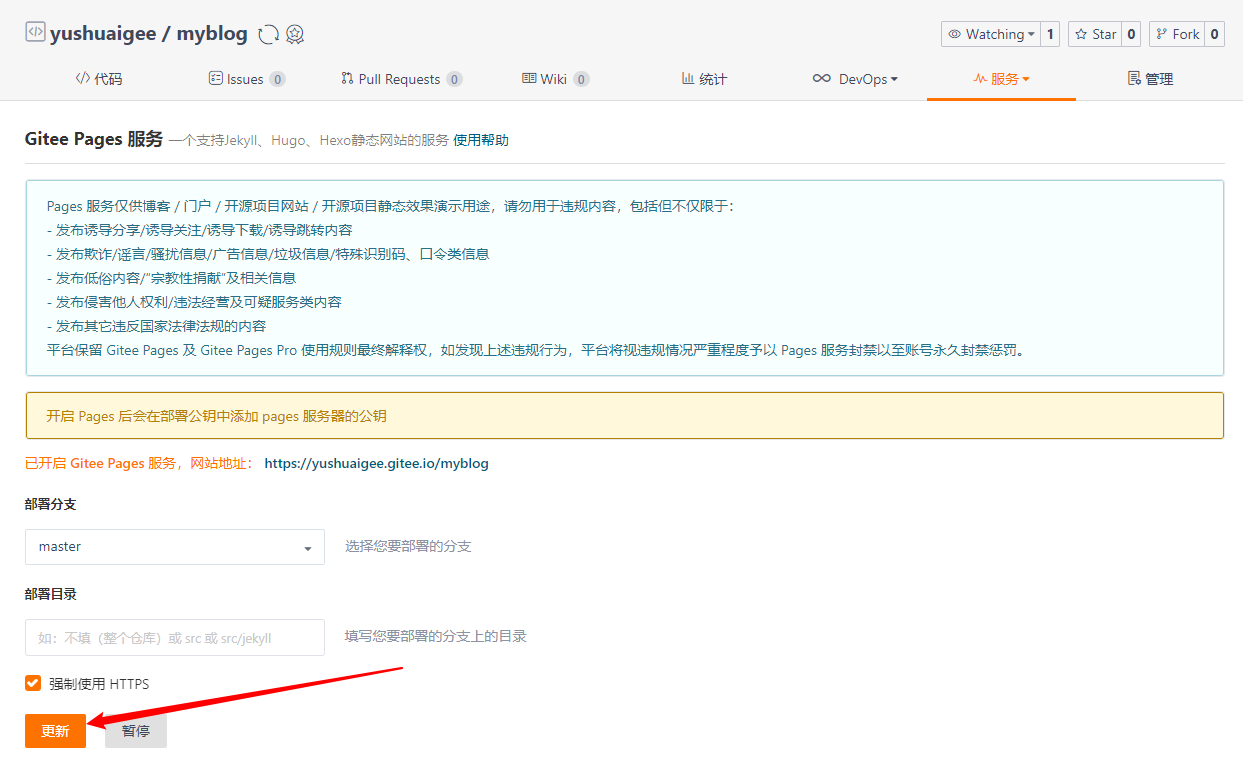 yushuaigee / myblog
Watching 1 Star 0 Fork 0
代码 Issues 0 Pull Requests 0 Wiki 0 统计 DevOps 服务 管理
Gitee Pages 服务 一个支持Jekyll、Hugo、Hexo静态网站的服务 使用帮助
Pages 服务仅供博客 / 门户 / 开源项目网站 / 开源项目静态效果演示用途，请勿用于违规内容，包括但不仅限于：
- 发布诱导分享/诱导关注/诱导下载/诱导跳转内容
- 发布欺诈/谣言/骚扰信息/广告信息/垃圾信息/特殊识别码、口令类信息
- 发布低俗内容/“宗教性捐献”及相关信息
- 发布侵害他人权利/违法经营及可疑服务类内容
- 发布其它违反国家法律法规的内容
平台保留 Gitee Pages 及 Gitee Pages Pro 使用规则最终解释权，如发现上述违规行为，平台将视违规情况严重程度予以 Pages 服务封禁以至账号永久封禁惩罚。
开启 Pages 后会在部署公钥中添加 pages 服务器的公钥
已开启 Gitee Pages 服务，网站地址： https://yushuaigee.gitee.io/myblog
部署分支
master 选择您要部署的分支
部署目录
如：不填（整个仓库）或 src 或 src/jekyll 填写您要部署的分支上的目录
强制使用 HTTPS
更新 暂停